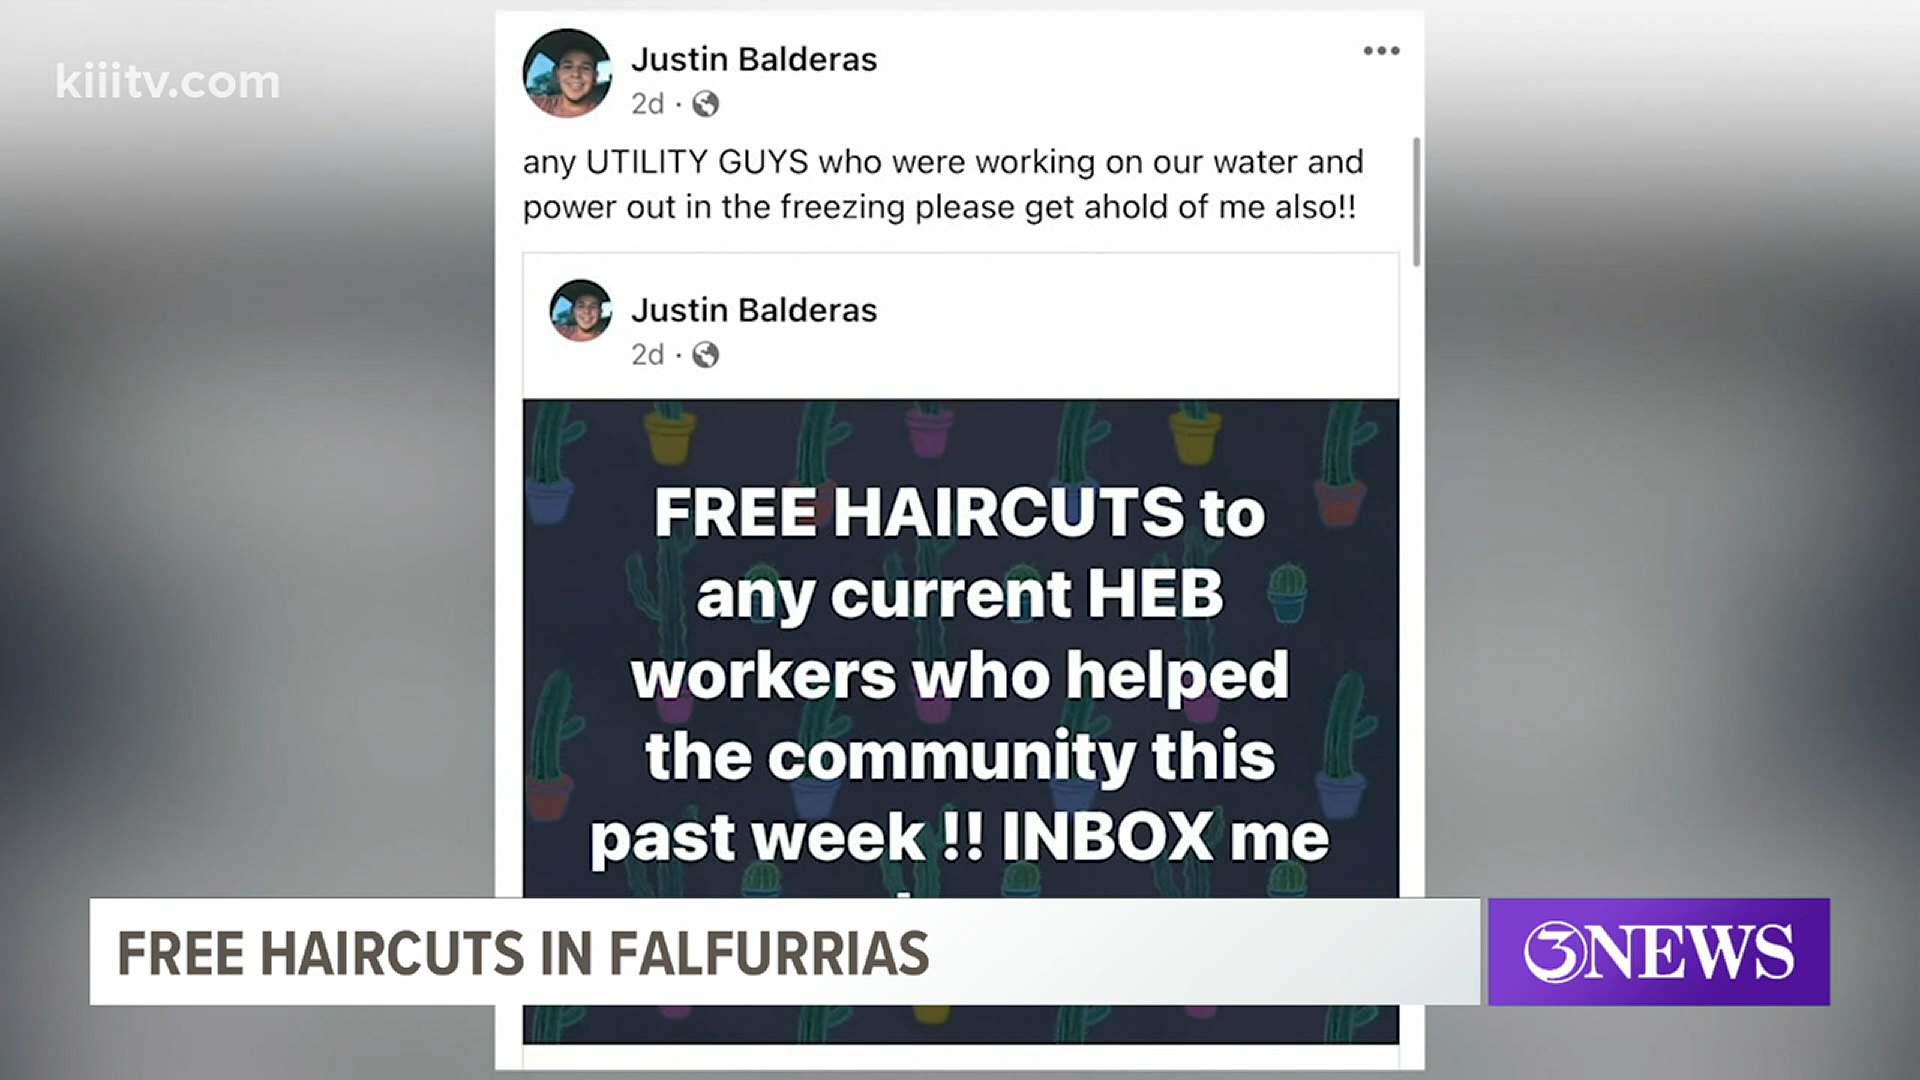 kiiitv.com
Justin Balderas
2d ·
any UTILITY GUYS who were working on our water and
power out in the freezing please get ahold of me also!!
Justin Balderas
2d ·
FREE HAIRCUTS to
any current HEB
workers who helped
the community this
past week !! INBOX me
FREE HAIRCUTS IN FALFURRIAS
3NEWS